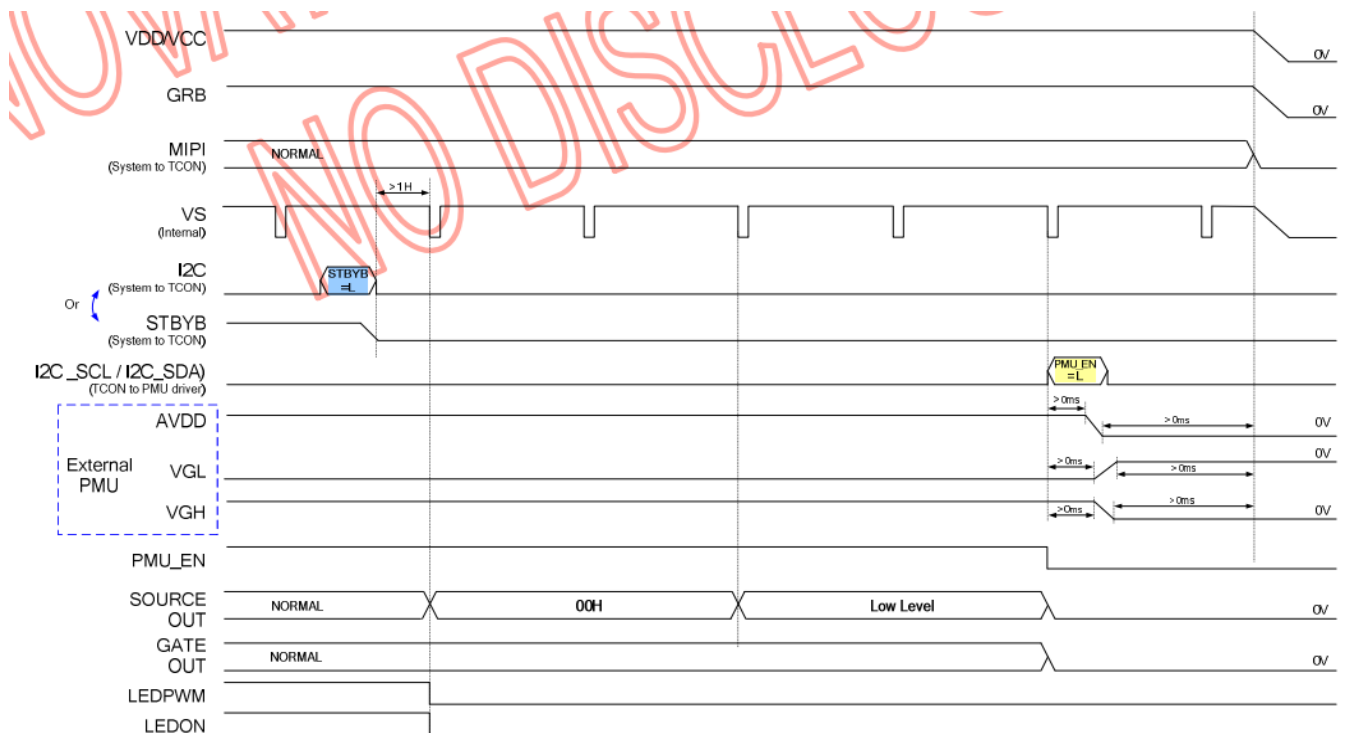 NO DISCLO
VDD/VCC
0V
GRB
0V
MIPI
(System to TCON)
NORMAL
>1H
VS
(Internal)
I2C
(System to TCON)
STBYB
=L
Or
STBYB
(System to TCON)
I2C_SCL / I2C_SDA)
(TCON to PMU driver)
PMU_EN
=L
>0ms
AVDD
>0ms
0V
External
PMU
VGL
>0ms
>0ms
0V
VGH
>0ms
>0ms
0V
PMU_EN
SOURCE
OUT
NORMAL
00H
Low Level
0V
GATE
OUT
NORMAL
0V
LEDPWM
LEDON